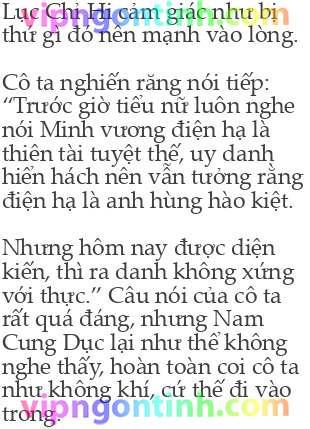 Lục Chỉ Hi cảm giác như bị
thứ gì đó nện mạnh vào lòng.
Cô ta nghiến răng nói tiếp:
“Trước giờ tiểu nữ luôn nghe
nói Minh vương điện hạ là
thiên tài tuyệt thế, uy danh
hiển hách nên vẫn tưởng rằng
điện hạ là anh hùng hào kiệt.
Nhưng hôm nay được diện
kiến, thì ra danh không xứng
với thực.” Câu nói của cô ta
rất quá đáng, nhưng Nam
Cung Dục lại như thể không
nghe thấy, hoàn toàn coi cô ta
như không khí, cứ thế đi vào
trong.
vipngontinh.com
vipngontinh.com